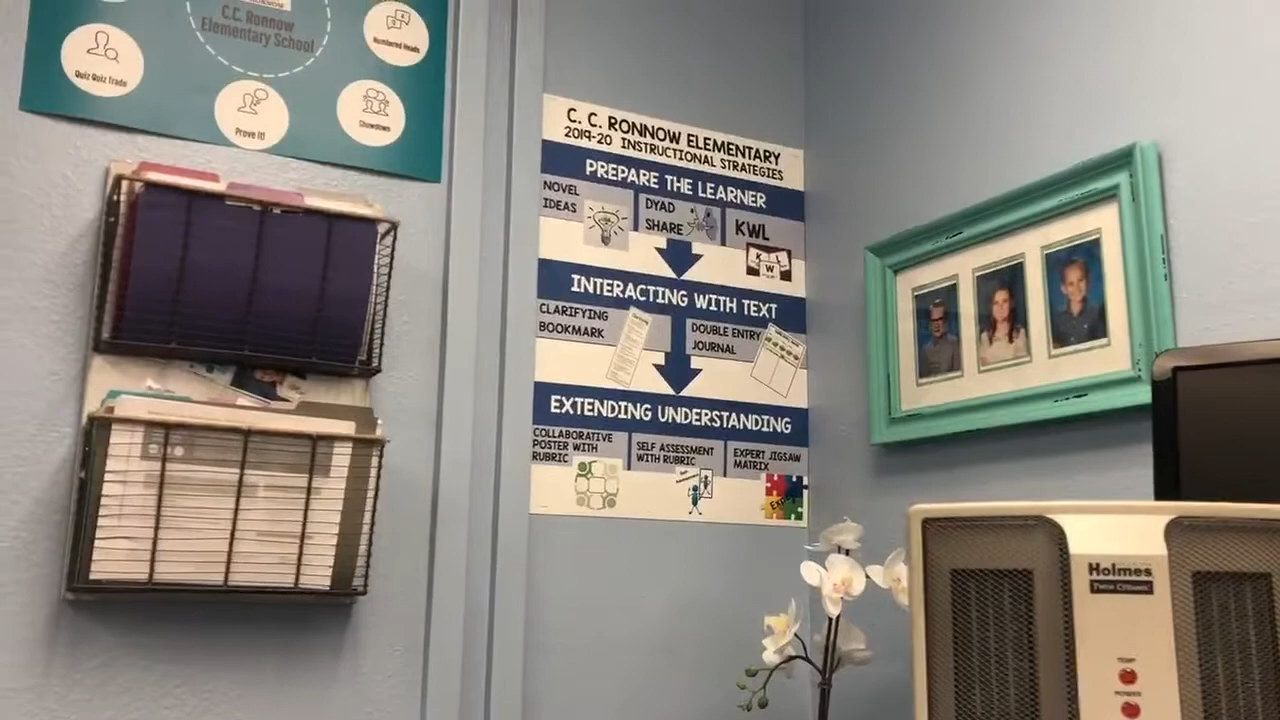 C.C. Ronnow
Elementary School
Numbered Heads
Quiz Quiz Trade
Prove It!
Showdown
C. C. RONNOW ELEMENTARY
2019-20 INSTRUCTIONAL STRATEGIES
PREPARE THE LEARNER
NOVEL
IDEAS
DYAD
SHARE
KWL
K L
W
INTERACTING WITH TEXT
CLARIFYING
BOOKMARK
DOUBLE ENTRY
JOURNAL
EXTENDING UNDERSTANDING
COLLABORATIVE
POSTER WITH
RUBRIC
SELF ASSESSMENT
WITH RUBRIC
EXPERT JIGSAW
MATRIX
Holmes
TEMP
POWER